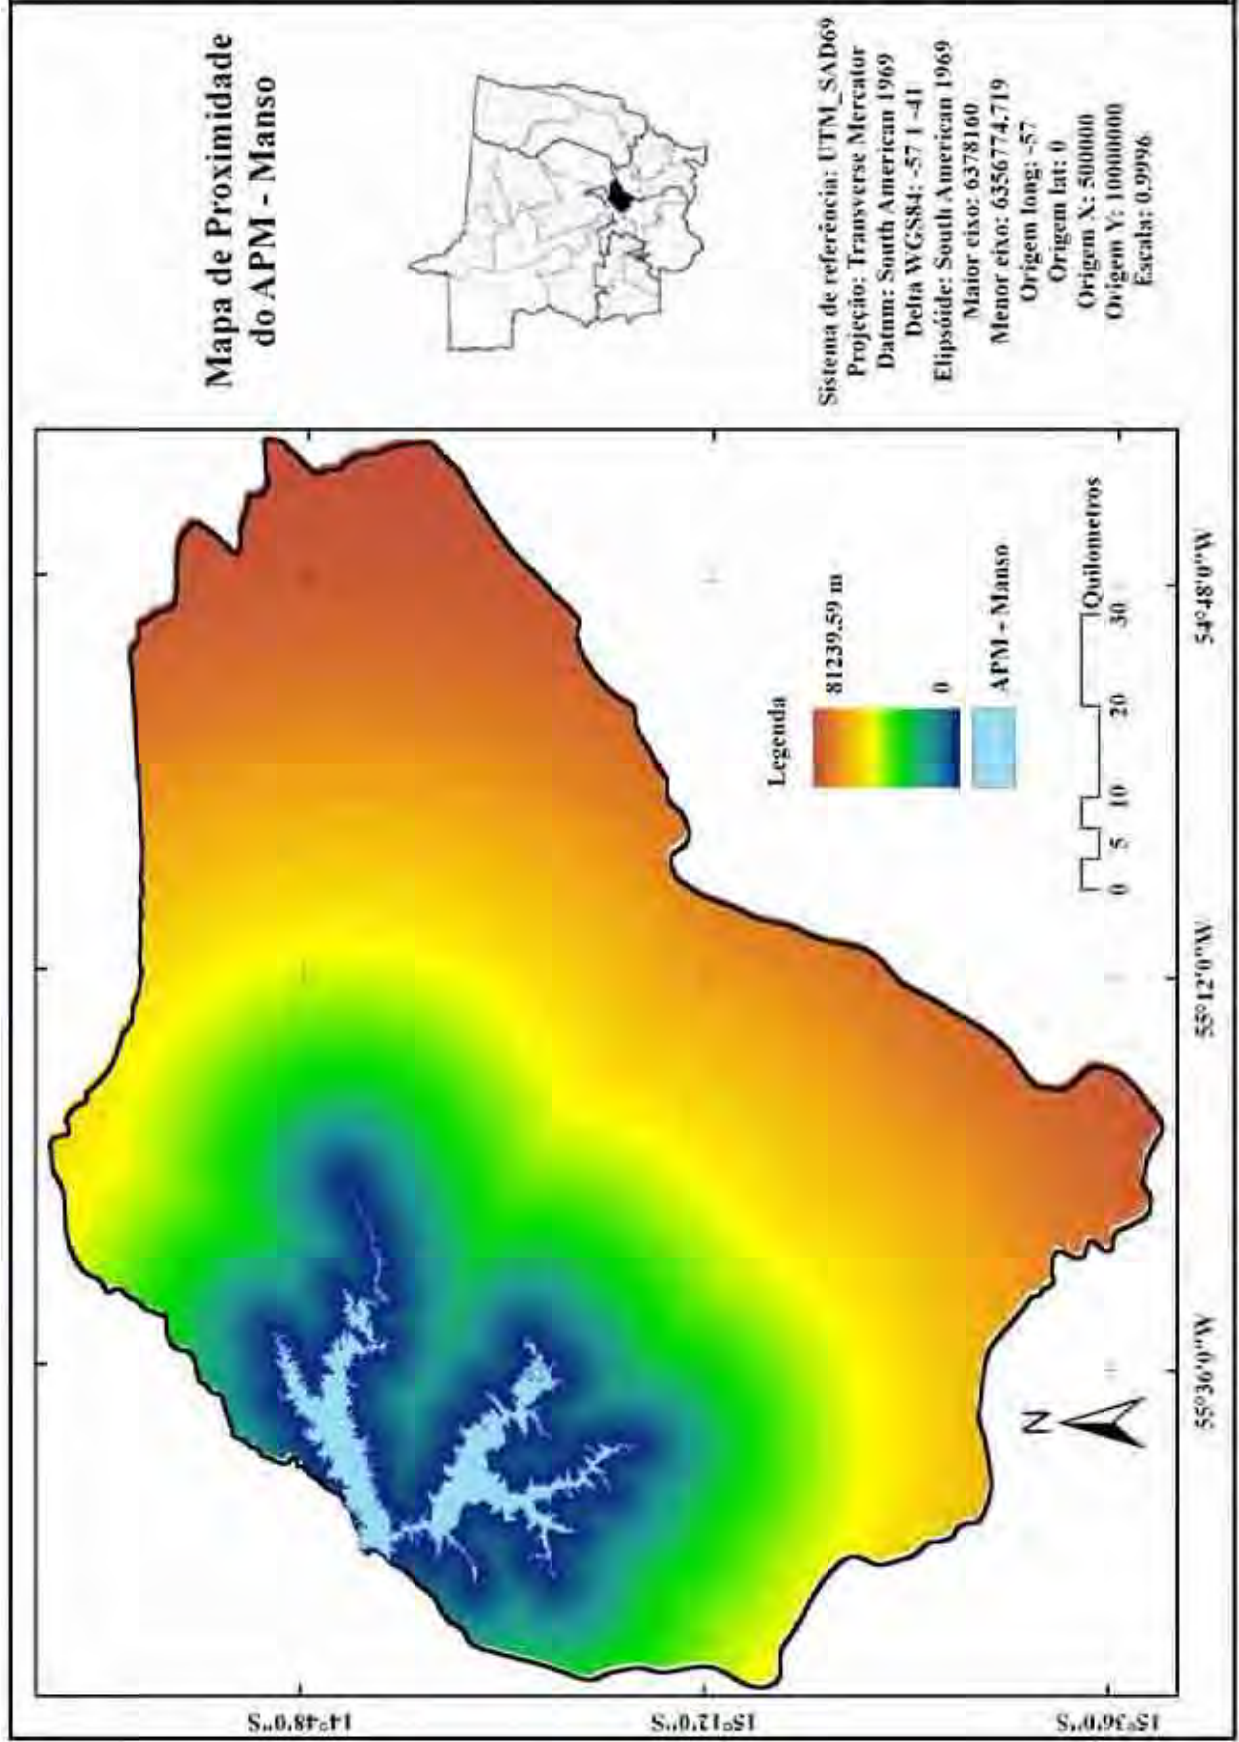 Mapa de Proximidade
do APM - Manso
Sistema de referência: UTM_SAD69
Projeção: Transverse Mercator
Datum: South American 1969
Delta WGS84: -57 1 -41
Elipsóide: South American 1969
Maior eixo: 6378160
Menor eixo: 6356774.719
Origem long: -57
Origem lat: 0
Origem X: 500000
Origem Y: 10000000
Escala: 0.9996
Legenda
81239.59 m
0
APM - Manso
0 5 10 20 30
Quilometros
N
14°48'0"S
15°12'0"S
15°36'0"S
55°36'0"W
55°12'0"W
54°48'0"W